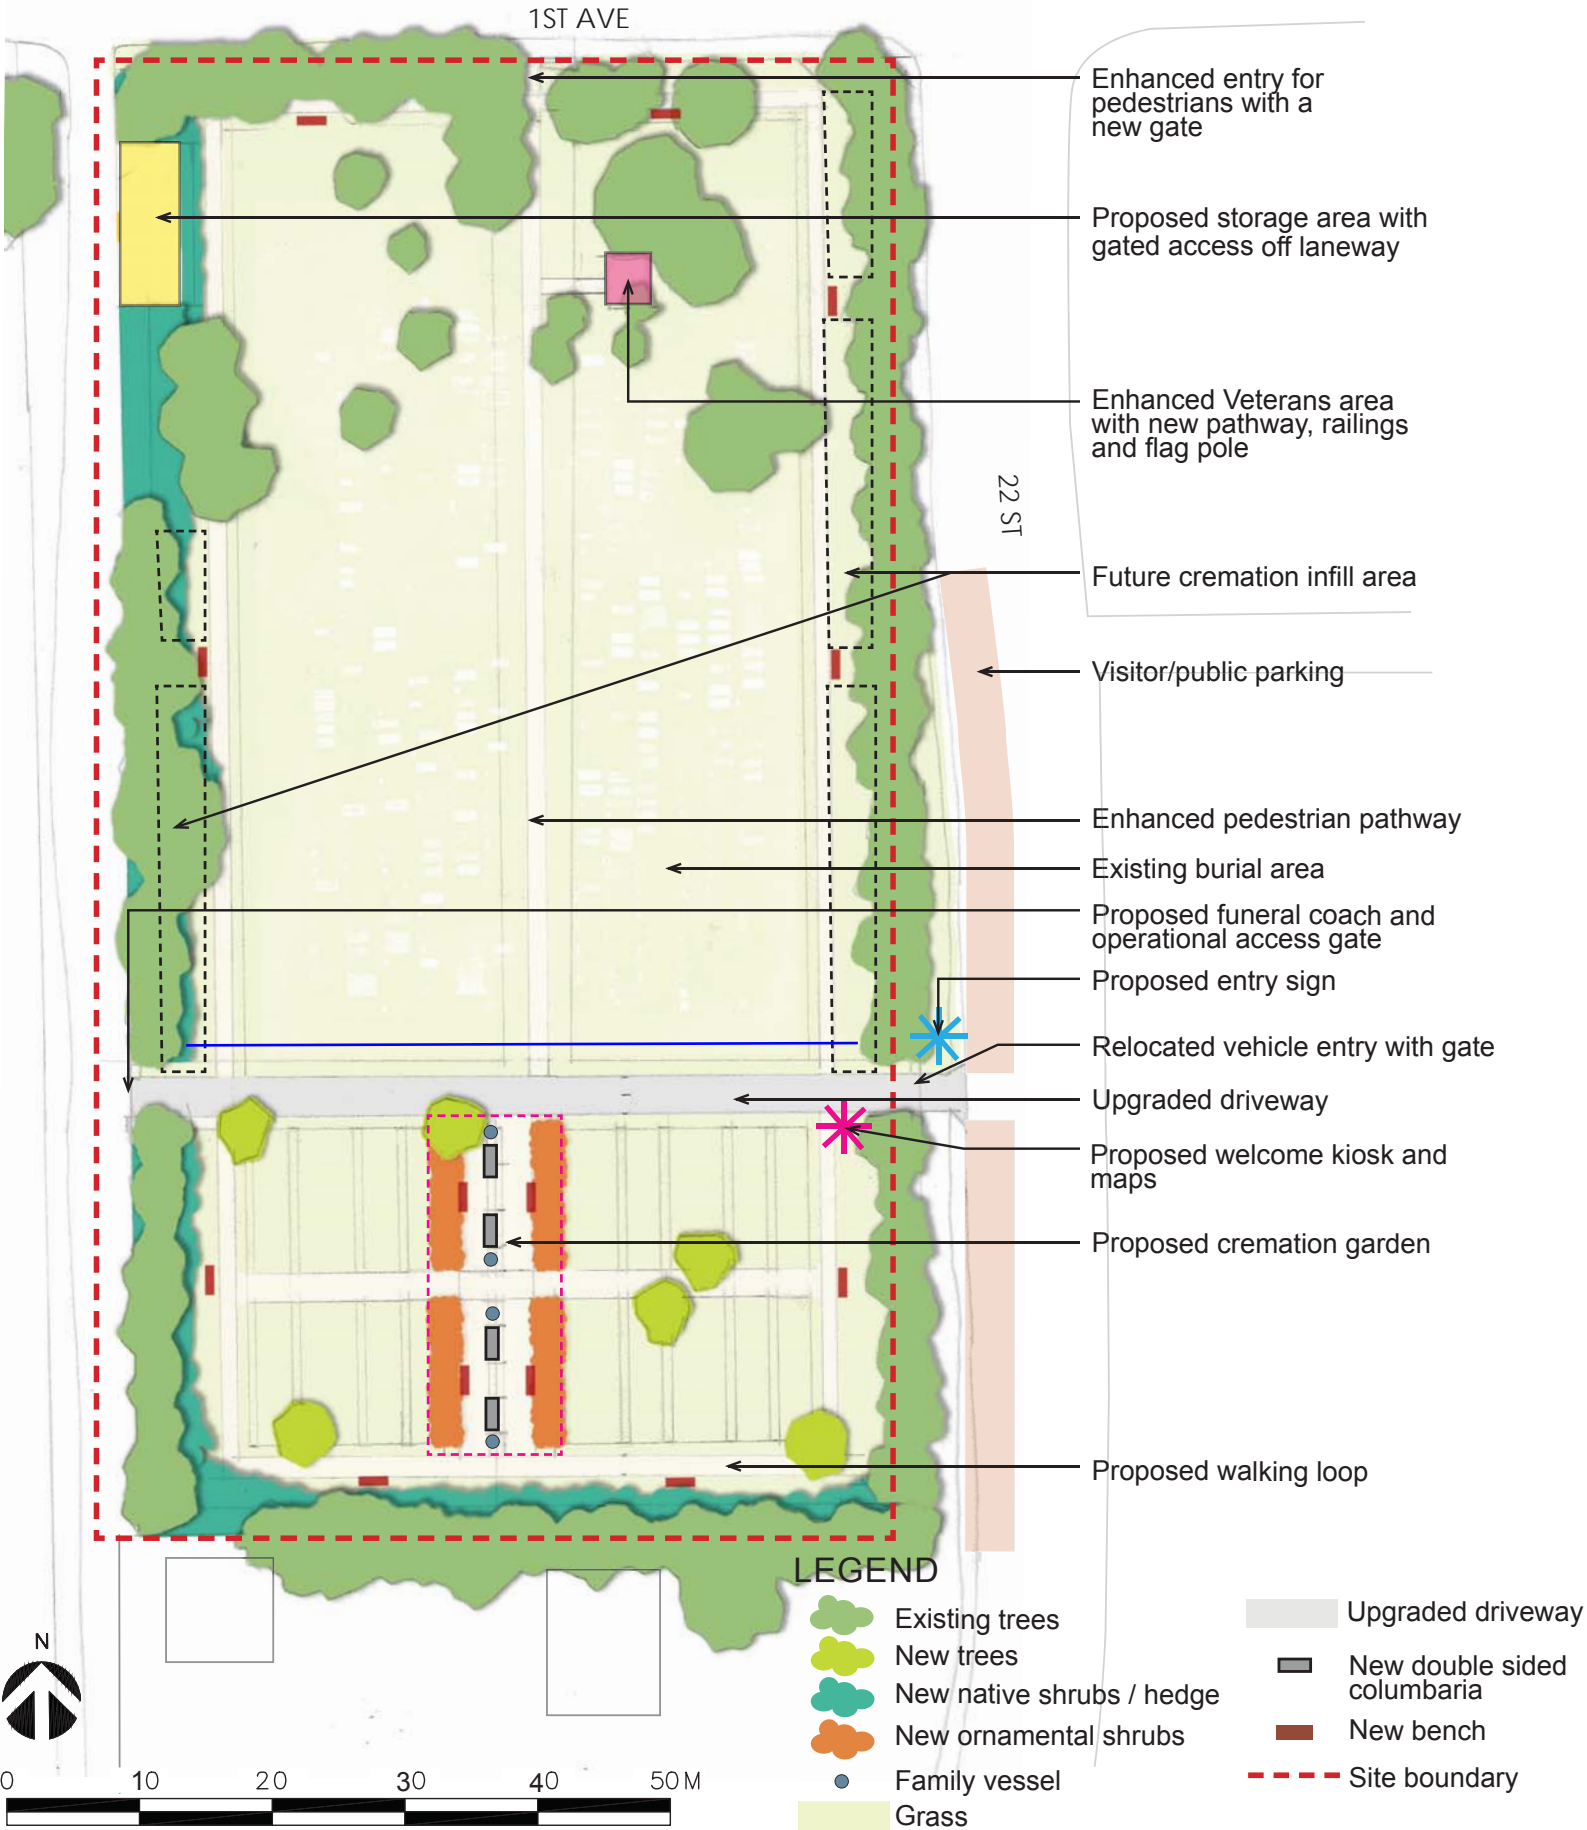 1ST AVE
Enhanced entry for
pedestrians with a
new gate
Proposed storage area with
gated access off laneway
Enhanced Veterans area
with new pathway, railings
and flag pole
22 ST
Future cremation infill area
Visitor/public parking
Enhanced pedestrian pathway
Existing burial area
Proposed funeral coach and
operational access gate
Proposed entry sign
Relocated vehicle entry with gate
Upgraded driveway
Proposed welcome kiosk and
maps
Proposed cremation garden
Proposed walking loop
LEGEND
Existing trees
New trees
New native shrubs / hedge
New ornamental shrubs
Family vessel
Grass
Upgraded driveway
New double sided
columbaria
New bench
Site boundary
N
0 10 20 30 40 50 M